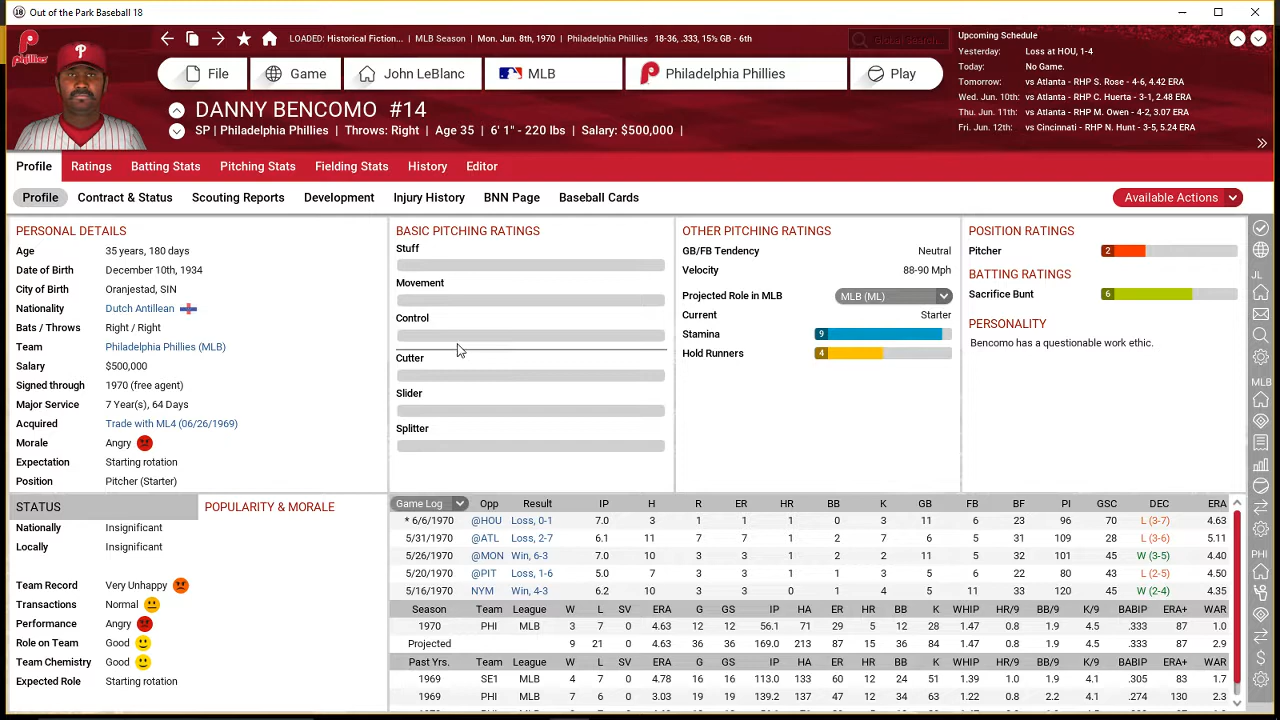 Out of the Park Baseball 18
LOADED: Historical Fiction... | MLB Season | Mon. Jun. 8th, 1970 | Philadelphia Phillies 18-36, .333, 15½ GB - 6th
Global Search...
File Game John LeBlanc MLB Philadelphia Phillies Play
Upcoming Schedule
Yesterday: Loss at HOU, 1-4
Today: No Game.
Tomorrow: vs Atlanta - RHP S. Rose - 4-6, 4.42 ERA
Wed. Jun. 10th: vs Atlanta - RHP C. Huerta - 3-1, 2.48 ERA
Thu. Jun. 11th: vs Atlanta - RHP M. Owen - 4-2, 3.07 ERA
Fri. Jun. 12th: vs Cincinnati - RHP N. Hunt - 3-5, 5.24 ERA
Phillies
DANNY BENCOMO #14
SP | Philadelphia Phillies | Throws: Right | Age 35 | 6' 1" - 220 lbs | Salary: $500,000 |
Profile Ratings Batting Stats Pitching Stats Fielding Stats History Editor
Profile Contract & Status Scouting Reports Development Injury History BNN Page Baseball Cards Available Actions
PERSONAL DETAILS
Age 35 years, 180 days
Date of Birth December 10th, 1934
City of Birth Oranjestad, SIN
Nationality Dutch Antillean
Bats / Throws Right / Right
Team Philadelphia Phillies (MLB)
Salary $500,000
Signed through 1970 (free agent)
Major Service 7 Year(s), 64 Days
Acquired Trade with ML4 (06/26/1969)
Morale Angry
Expectation Starting rotation
Position Pitcher (Starter)
BASIC PITCHING RATINGS
Stuff
Movement
Control
Cutter
Slider
Splitter
OTHER PITCHING RATINGS
GB/FB Tendency Neutral
Velocity 88-90 Mph
Projected Role in MLB MLB (ML)
Current Starter
Stamina 9
Hold Runners 4
POSITION RATINGS
Pitcher 2
BATTING RATINGS
Sacrifice Bunt 6
PERSONALITY
Bencomo has a questionable work ethic.
JL
MLB
PHI
STATUS POPULARITY & MORALE
Nationally Insignificant
Locally Insignificant
Team Record Very Unhappy
Transactions Normal
Performance Angry
Role on Team Good
Team Chemistry Good
Expected Role Starting rotation
Game Log Opp Result IP H R ER HR BB K GB FB BF PI GSC DEC ERA
* 6/6/1970 @HOU Loss, 0-1 7.0 3 1 1 1 0 3 11 6 23 96 70 L (3-7) 4.63
5/31/1970 @ATL Loss, 2-7 6.1 11 7 7 1 2 7 6 5 31 109 28 L (3-6) 5.11
5/26/1970 @MON Win, 6-3 7.0 10 3 3 1 2 2 11 5 32 101 45 W (3-5) 4.40
5/20/1970 @PIT Loss, 1-6 5.0 7 3 3 1 1 3 5 6 22 80 43 L (2-5) 4.50
5/16/1970 NYM Win, 4-3 6.2 10 3 3 0 1 4 5 11 33 120 45 W (2-4) 4.35
Season Team League W L SV ERA G GS IP HA HR ER BB K WHIP HR/9 BB/9 K/9 BABIP ERA+ WAR
1970 PHI MLB 3 7 0 4.63 12 12 56.1 71 5 29 12 28 1.47 0.8 1.9 4.5 .333 87 1.0
Projected 21 0 4.63 36 36 169.0 213 15 87 36 84 1.47 0.8 1.9 4.5 .333 87 2.9
Past Yrs. Team League W L SV ERA G GS IP HA HR ER BB K WHIP HR/9 BB/9 K/9 BABIP ERA+ WAR
1969 SE1 MLB 4 7 0 4.78 16 16 113.0 133 12 60 24 51 1.39 1.0 1.9 4.1 .305 83 1.7
1969 PHI MLB 7 6 0 3.03 19 19 139.2 137 12 47 34 63 1.22 0.8 2.2 4.1 .274 130 2.3